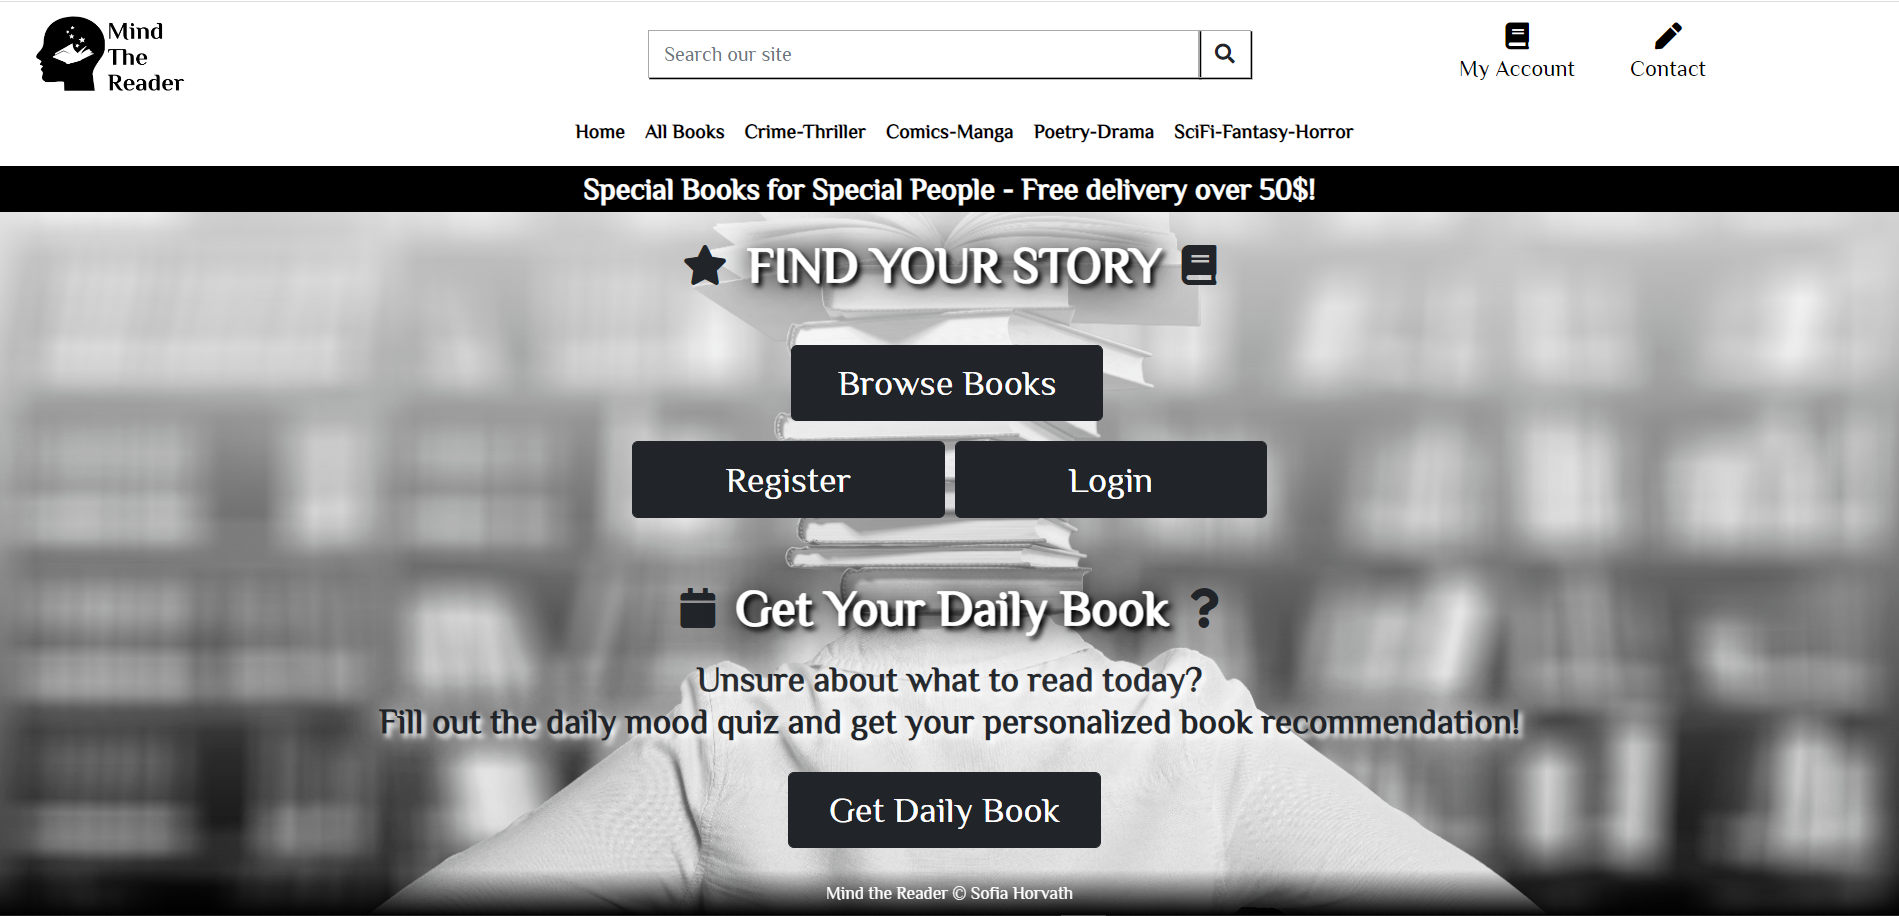 Mind
The
Reader
Search our site
My Account
Contact
Home All Books Crime-Thriller Comics-Manga Poetry-Drama SciFi-Fantasy-Horror
Special Books for Special People - Free delivery over 50$!
FIND YOUR STORY
Browse Books
Register
Login
Get Your Daily Book
Unsure about what to read today?
Fill out the daily mood quiz and get your personalized book recommendation!
Get Daily Book
Mind the Reader © Sofia Horvath